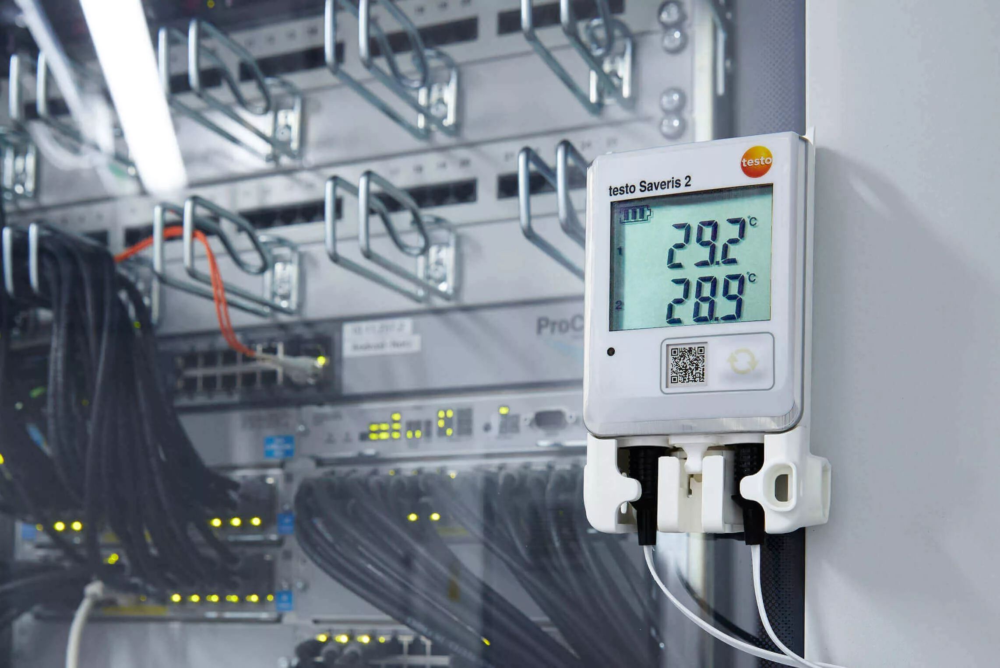 testo
testo Saveris 2
1 29.2 °C
2 28.9 °C
ProC